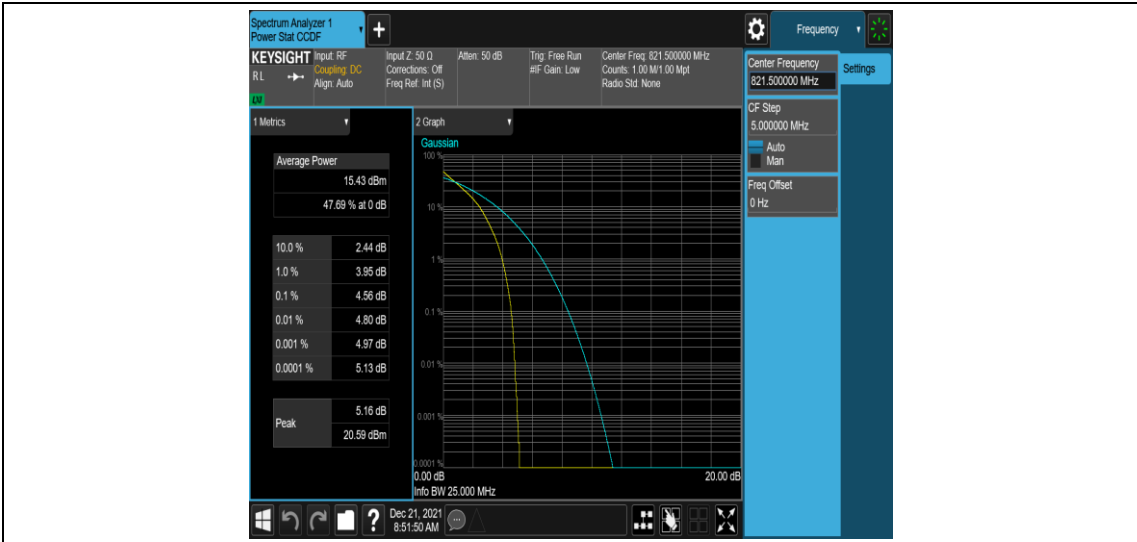 Spectrum Analyzer 1
Power Stat CCDF
+
Frequency
KEYSIGHT
RL
LXI
Input: RF
Coupling: DC
Align: Auto
Input Z: 50 Ω
Corrections: Off
Freq Ref: Int (S)
Atten: 50 dB
Trig: Free Run
#IF Gain: Low
Center Freq: 821.500000 MHz
Counts: 1.00 M/1.00 Mpt
Radio Std: None
Center Frequency
821.500000 MHz
Settings
CF Step
5.000000 MHz
Auto
Man
Freq Offset
0 Hz
1 Metrics
Average Power
15.43 dBm
47.69 % at 0 dB
10.0 % 2.44 dB
1.0 % 3.95 dB
0.1 % 4.56 dB
0.01 % 4.80 dB
0.001 % 4.97 dB
0.0001 % 5.13 dB
Peak 5.16 dB
20.59 dBm
2 Graph
Gaussian
100 %
10 %
1 %
0.1 %
0.01 %
0.001 %
0.0001 %
0.00 dB 20.00 dB
Info BW 25.000 MHz
?
Dec 21, 2021
8:51:50 AM